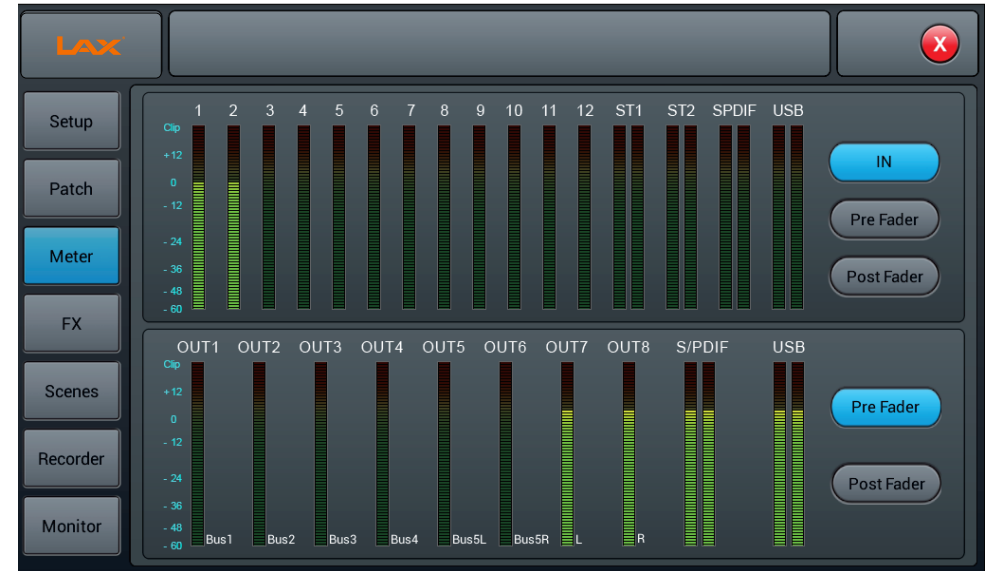 LAX
X
Setup
Patch
Meter
FX
Scenes
Recorder
Monitor
1 2 3 4 5 6 7 8 9 10 11 12 ST1 ST2 SPDIF USB
Clip
+12
0
- 12
- 24
- 36
- 48
- 60
IN
Pre Fader
Post Fader
OUT1 OUT2 OUT3 OUT4 OUT5 OUT6 OUT7 OUT8 S/PDIF USB
Clip
+12
0
- 12
- 24
- 36
- 48
- 60
Bus1 Bus2 Bus3 Bus4 Bus5L Bus5R L R
Pre Fader
Post Fader